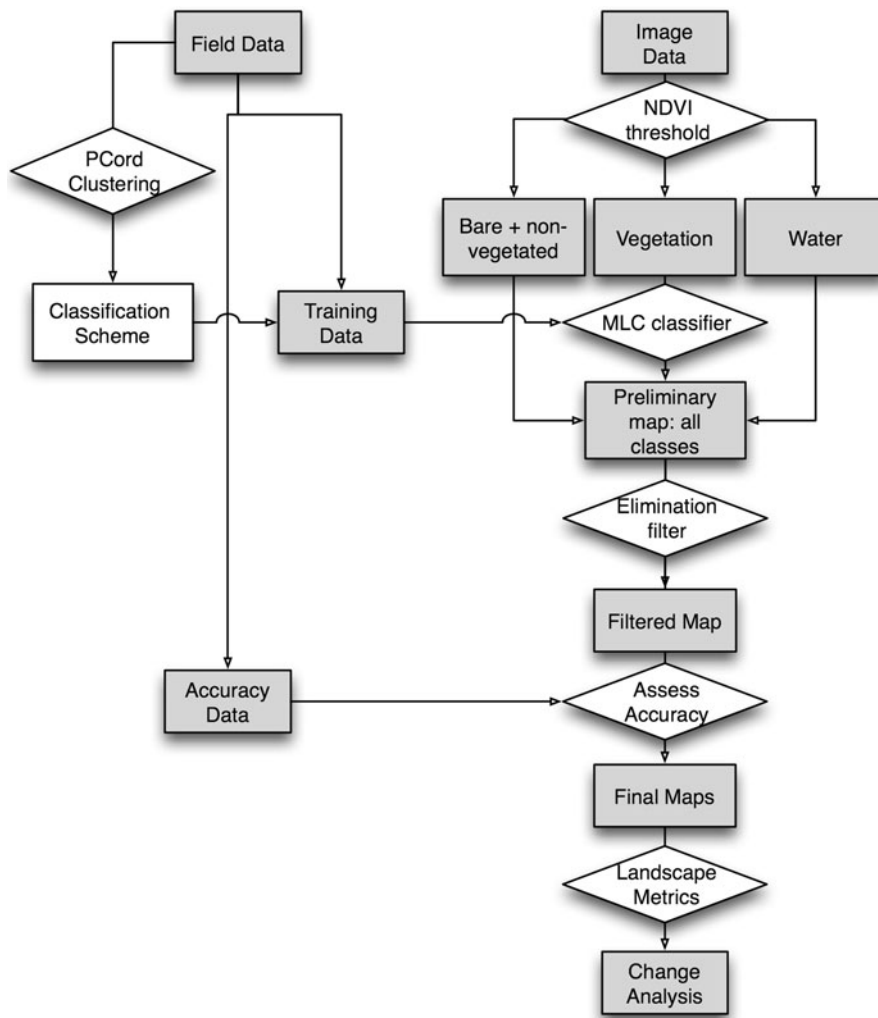 Field Data
Image
Data
NDVI
threshold
PCord
Clustering
Bare + non-
vegetated
Vegetation
Water
Classification
Scheme
Training
Data
MLC classifier
Preliminary
map: all
classes
Elimination
filter
Filtered Map
Accuracy
Data
Assess
Accuracy
Final Maps
Landscape
Metrics
Change
Analysis